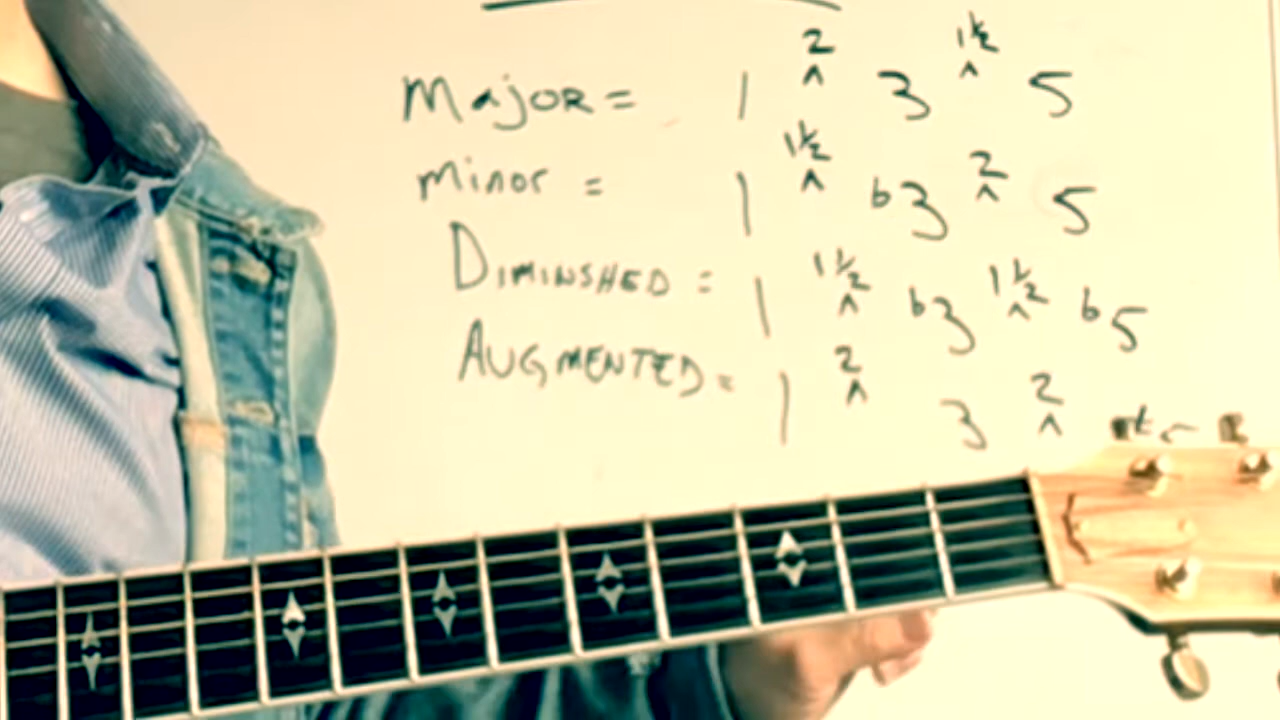 2 1½
Major = 1 ^ 3 ^ 5
1½ 2
minor = 1 ^ b3 ^ 5
1½ 1½
DIMINSHED = 1 ^ b3 ^ b5
2 2
AUGMENTED = 1 ^ 3 ^